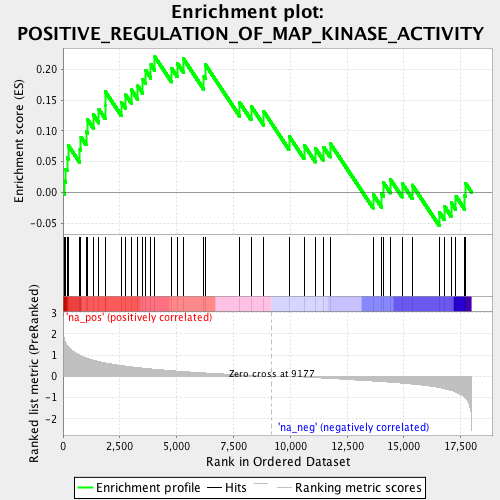 Enrichment plot:
POSITIVE_REGULATION_OF_MAP_KINASE_ACTIVITY
Enrichment score (ES)
0.20
0.15
0.10
0.05
0.00
-0.05
Ranked list metric (PreRanked)
'na_pos' (positively correlated)
3
2
1
0
-1
-2
Zero cross at 9177
'na_neg' (negatively correlated)
0
2,500
5,000
7,500
10,000
12,500
15,000
17,500
Rank in Ordered Dataset
Enrichment profile
Hits
Ranking metric scores